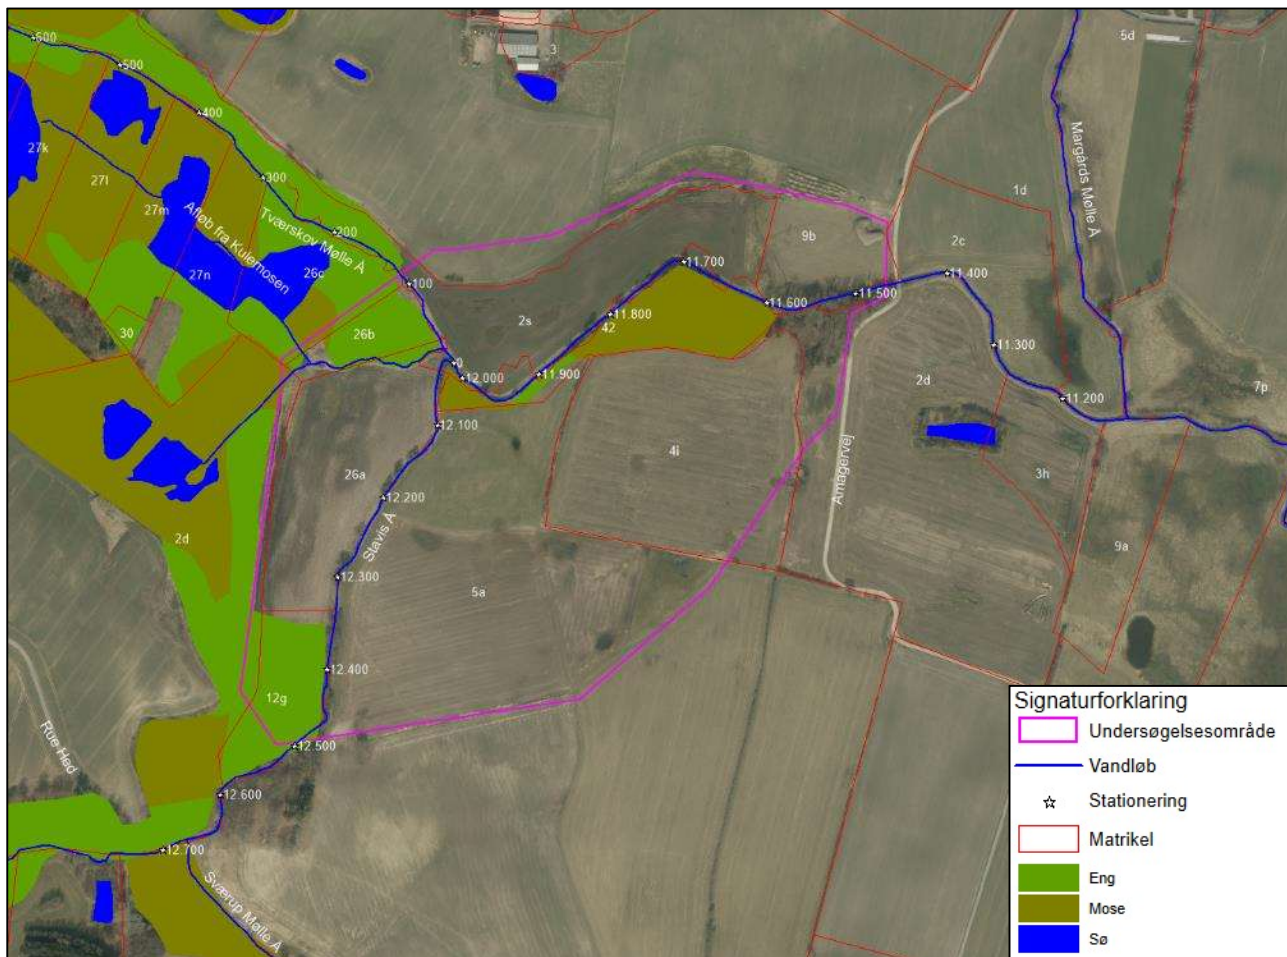 600
500
400
300
200
100
0
3
5d
27k
27l
27m
27n
26c
26b
30
Afløb fra Kulemosen
Tværskov Mølle Å
Margårds Mølle Å
1d
2c
9b
11.700
11.600
11.500
11.400
11.300
11.200
11.800
42
11.900
2s
12.000
12.100
12.200
12.300
12.400
12.500
12.600
12.700
26a
Stavis Å
4i
2d
Amagervej
7p
3h
9a
2d
5a
12g
Rue Hed
Sværup Mølle Å
Signaturforklaring
Undersøgelsesområde
Vandløb
Stationering
Matrikel
Eng
Mose
Sø